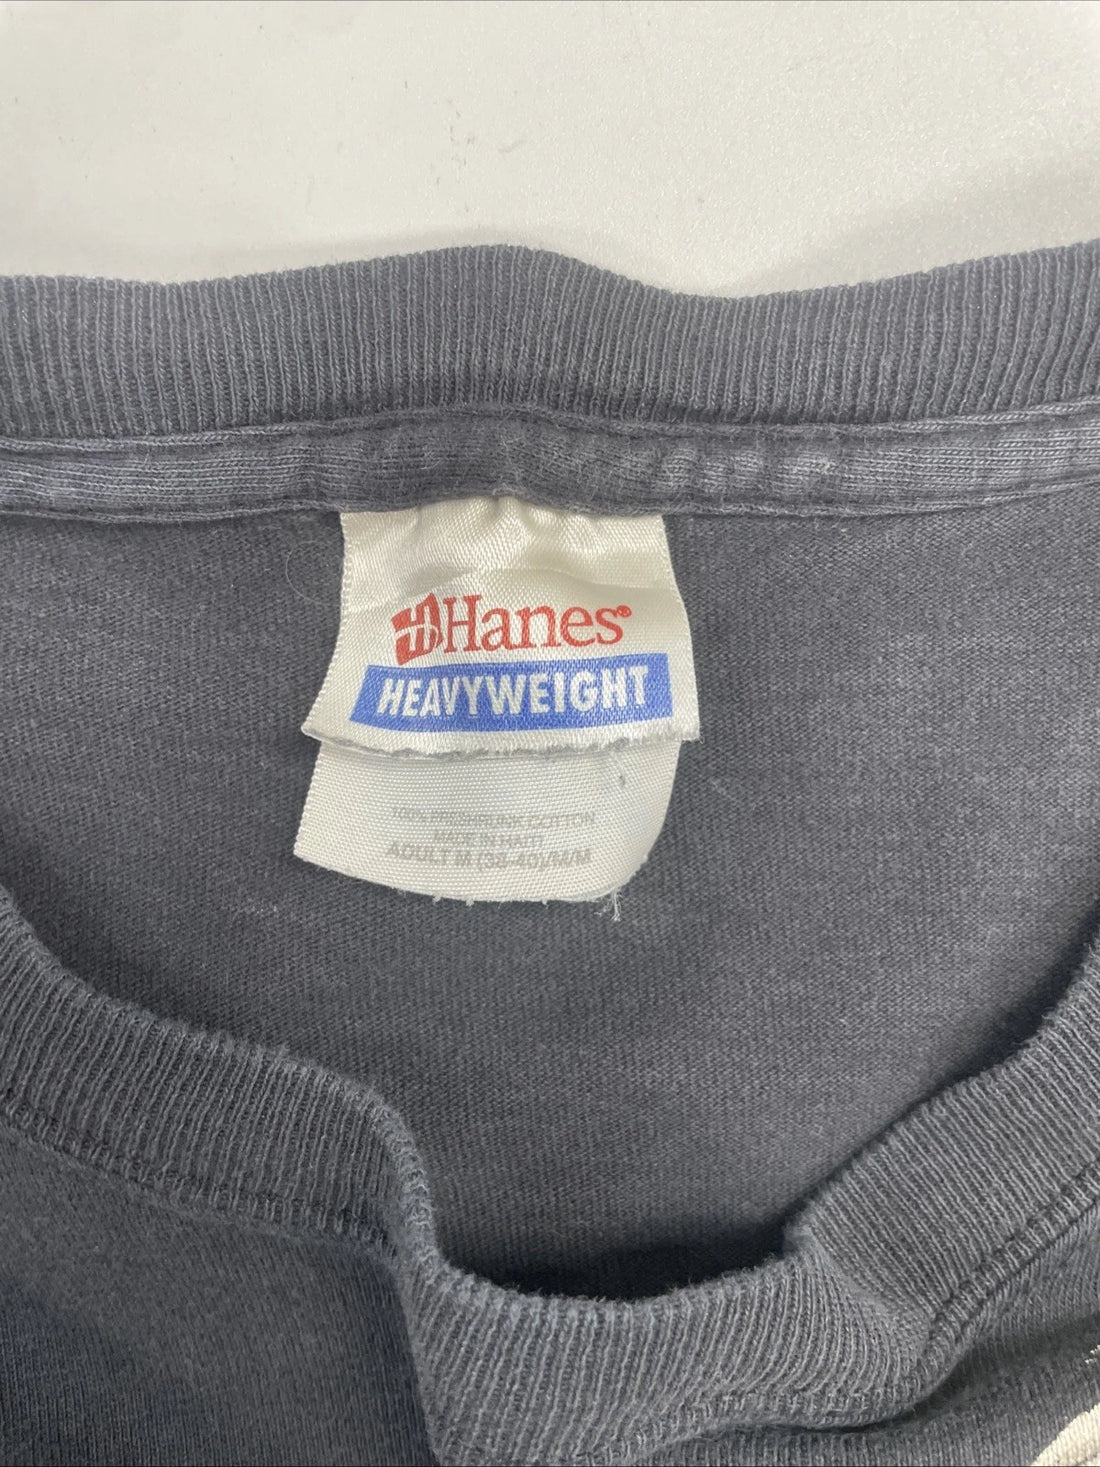 Hanes®
HEAVYWEIGHT
100% PRESHRUNK COTTON
MADE IN HAITI
ADULT M (38-40)/M/M